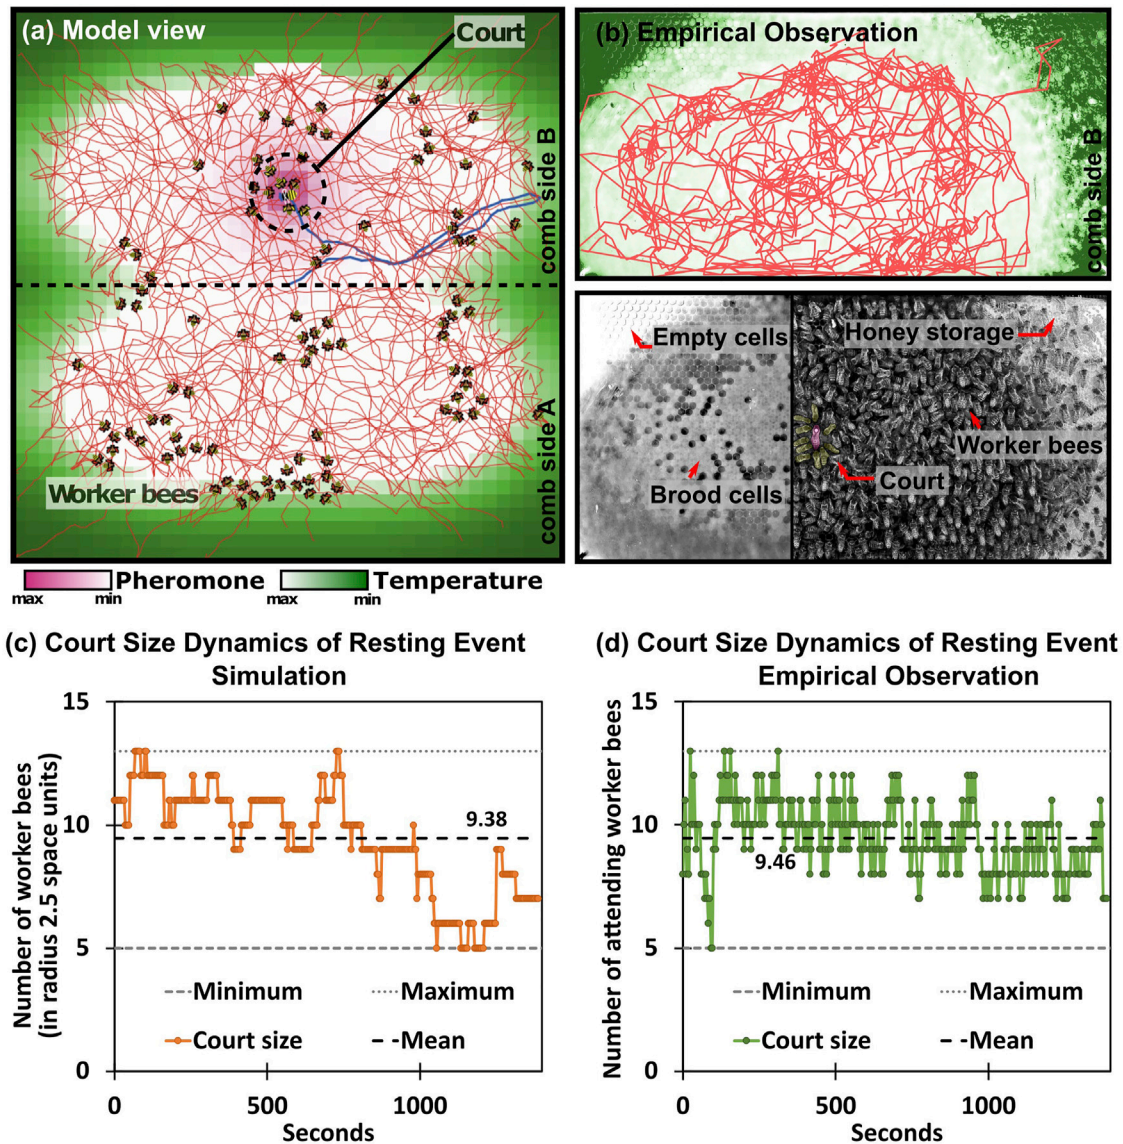 (a) Model view
Court
comb side B
comb side A
Worker bees
Pheromone
max
min
Temperature
max
min
(b) Empirical Observation
comb side B
Empty cells
Honey storage
Worker bees
Brood cells
Court
(c) Court Size Dynamics of Resting Event
Simulation
Number of worker bees
(in radius 2.5 space units)
15
10
5
0
9.38
Minimum
Maximum
Court size
Mean
0
500
1000
Seconds
(d) Court Size Dynamics of Resting Event
Empirical Observation
Number of attending worker bees
15
10
5
0
9.46
Minimum
Maximum
Court size
Mean
0
500
1000
Seconds